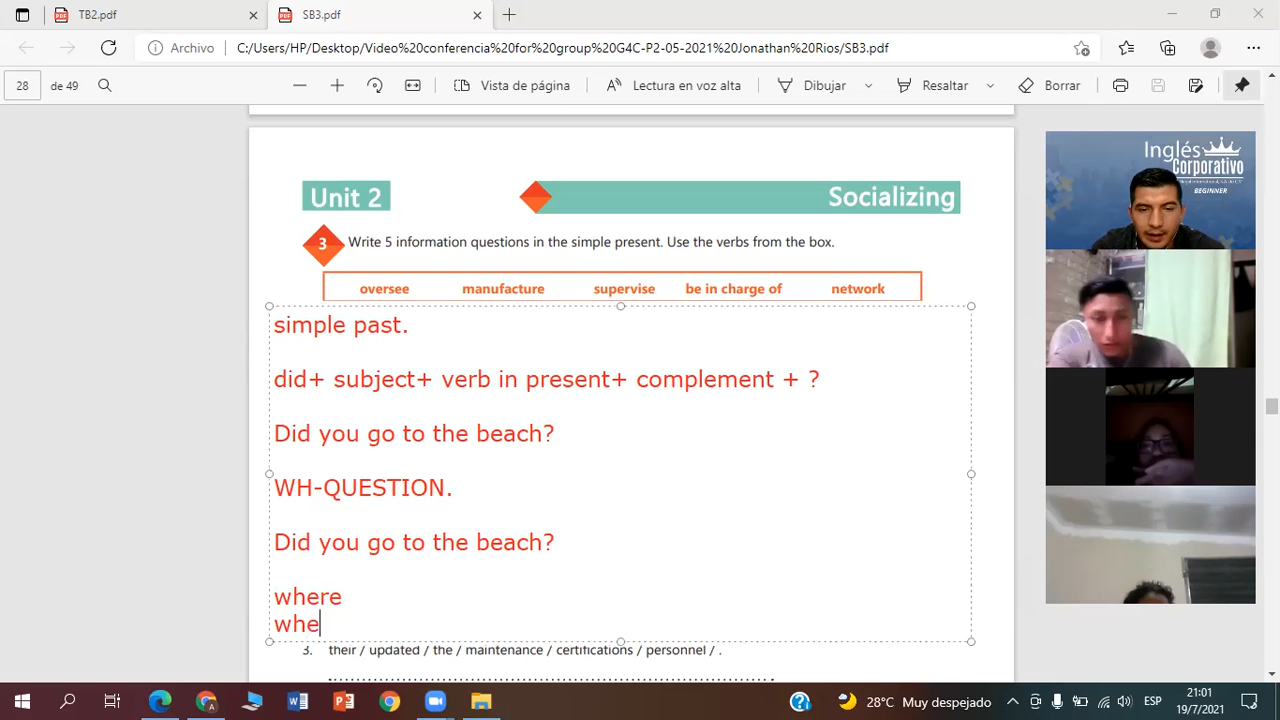 TB2.pdf
SB3.pdf
Archivo
C:/Users/HP/Desktop/Video%20conferencia%20for%20group%20G4C-P2-05-2021%20Jonathan%20Rios/SB3.pdf
28 de 49
Vista de página
Lectura en voz alta
Dibujar
Resaltar
Borrar
Unit 2
Socializing
3 Write 5 information questions in the simple present. Use the verbs from the box.
oversee manufacture supervise be in charge of network
simple past.
did+ subject+ verb in present+ complement + ?
Did you go to the beach?
WH-QUESTION.
Did you go to the beach?
where
whe
3. their / updated / the / maintenance / certifications / personnel / .
Inglés
Corporativo
BEGINNER
28°C Muy despejado
ESP
21:01
19/7/2021